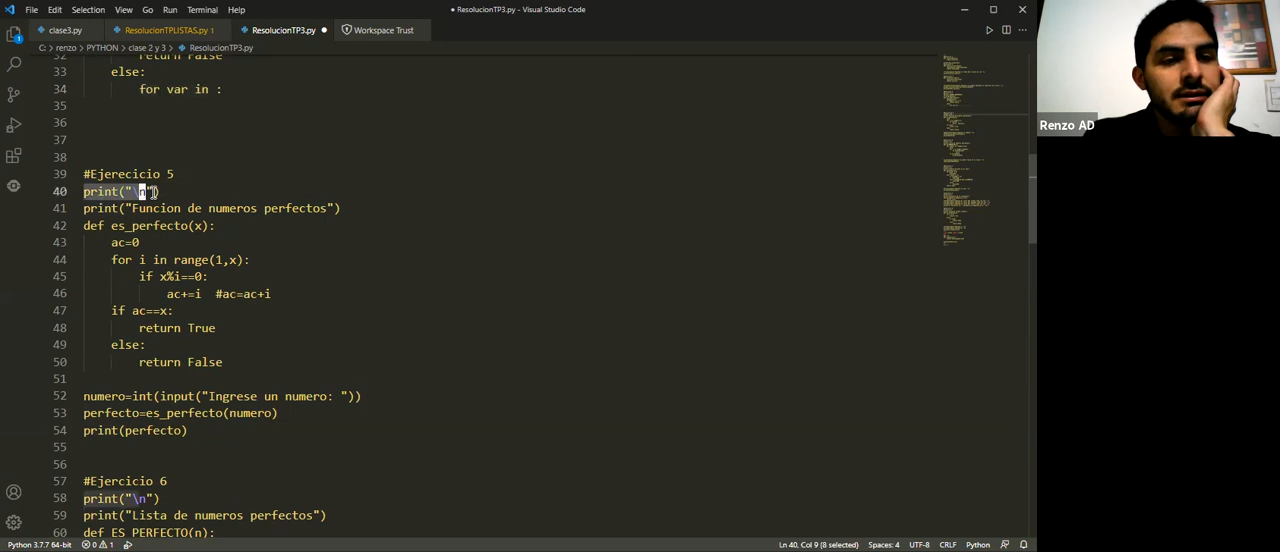 File Edit Selection View Go Run Terminal Help
● ResolucionTP3.py - Visual Studio Code
clase3.py ResolucionTPLISTAS.py 1 ResolucionTP3.py ● Workspace Trust
C: > renzo > PYTHON > clase 2 y 3 > ResolucionTP3.py
32 return False
33 else:
34 for var in :
35
36
37
38
39 #Ejerecicio 5
40 print("\n")
41 print("Funcion de numeros perfectos")
42 def es_perfecto(x):
43 ac=0
44 for i in range(1,x):
45 if x%i==0:
46 ac+=i #ac=ac+i
47 if ac==x:
48 return True
49 else:
50 return False
51
52 numero=int(input("Ingrese un numero: "))
53 perfecto=es_perfecto(numero)
54 print(perfecto)
55
56
57 #Ejercicio 6
58 print("\n")
59 print("Lista de numeros perfectos")
60 def ES_PERFECTO(n):
Python 3.7.7 64-bit 0 1 Ln 40, Col 9 (8 selected) Spaces: 4 UTF-8 CRLF Python
1
Renzo AD